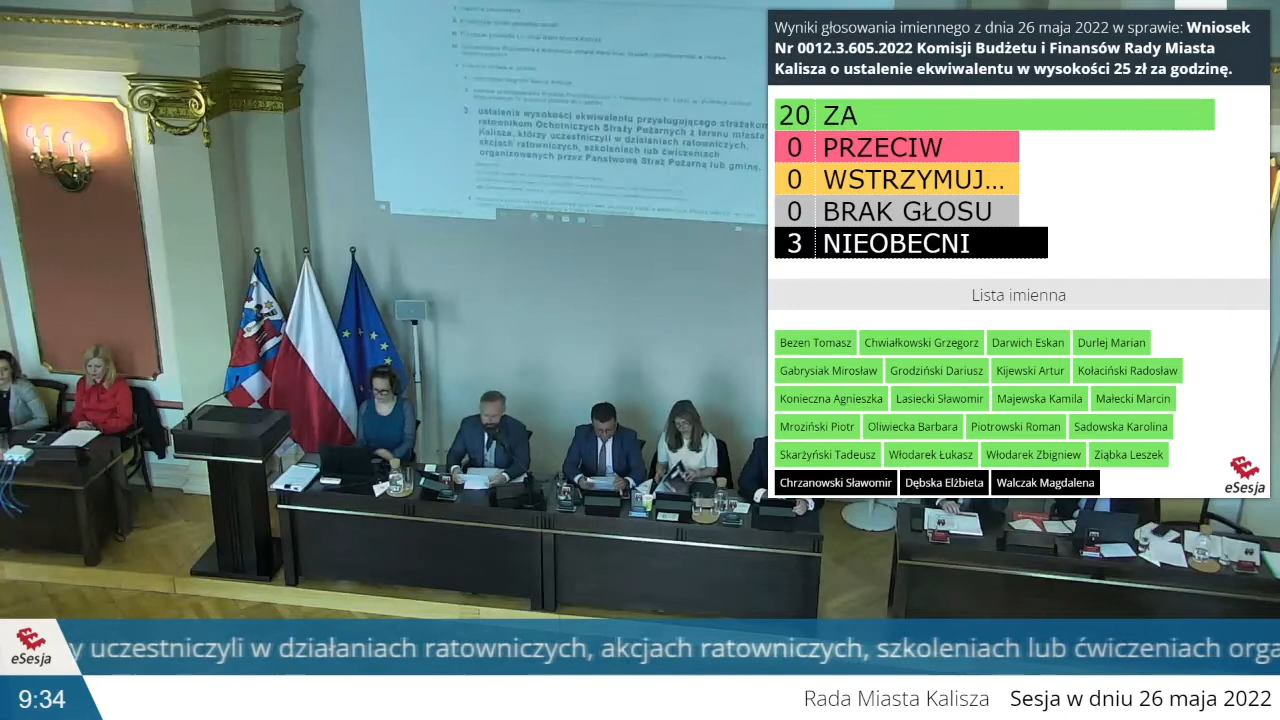 3. ustalenie wysokości ekwiwalentu przysługującego strażakom
ratownikom Ochotniczych Straży Pożarnych z terenu miasta
Kalisza, którzy uczestniczyli w działaniach ratowniczych,
akcjach ratowniczych, szkoleniach lub ćwiczeniach
organizowanych przez Państwową Straż Pożarną lub gminę,
Wyniki głosowania imiennego z dnia 26 maja 2022 w sprawie: Wniosek
Nr 0012.3.605.2022 Komisji Budżetu i Finansów Rady Miasta
Kalisza o ustalenie ekwiwalentu w wysokości 25 zł za godzinę.
20 ZA
0 PRZECIW
0 WSTRZYMUJ...
0 BRAK GŁOSU
3 NIEOBECNI
Lista imienna
Bezen Tomasz Chwiałkowski Grzegorz Darwich Eskan Durlej Marian
Gabrysiak Mirosław Grodziński Dariusz Kijewski Artur Kołaciński Radosław
Konieczna Agnieszka Lasiecki Sławomir Majewska Kamila Małecki Marcin
Mroziński Piotr Oliwiecka Barbara Piotrowski Roman Sadowska Karolina
Skarżyński Tadeusz Włodarek Łukasz Włodarek Zbigniew Ziąbka Leszek
Chrzanowski Sławomir Dębska Elżbieta Walczak Magdalena
eSesja
eSesja
y uczestniczyli w działaniach ratowniczych, akcjach ratowniczych, szkoleniach lub ćwiczeniach orga
9:34
Rada Miasta Kalisza Sesja w dniu 26 maja 2022